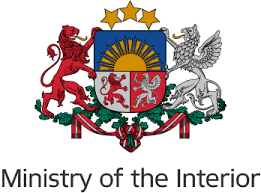 Ministry of the Interior